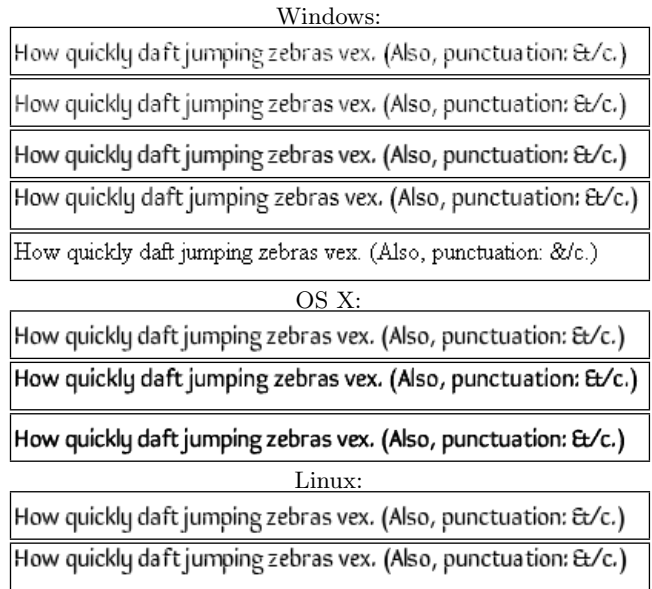 Windows:
How quickly daft jumping zebras vex. (Also, punctuation: &/c.)
How quickly daft jumping zebras vex. (Also, punctuation: &/c.)
How quickly daft jumping zebras vex. (Also, punctuation: &/c.)
How quickly daft jumping zebras vex. (Also, punctuation: &/c.)
How quickly daft jumping zebras vex. (Also, punctuation: &/c.)
OS X:
How quickly daft jumping zebras vex. (Also, punctuation: &/c.)
How quickly daft jumping zebras vex. (Also, punctuation: &/c.)
How quickly daft jumping zebras vex. (Also, punctuation: &/c.)
Linux:
How quickly daft jumping zebras vex. (Also, punctuation: &/c.)
How quickly daft jumping zebras vex. (Also, punctuation: &/c.)